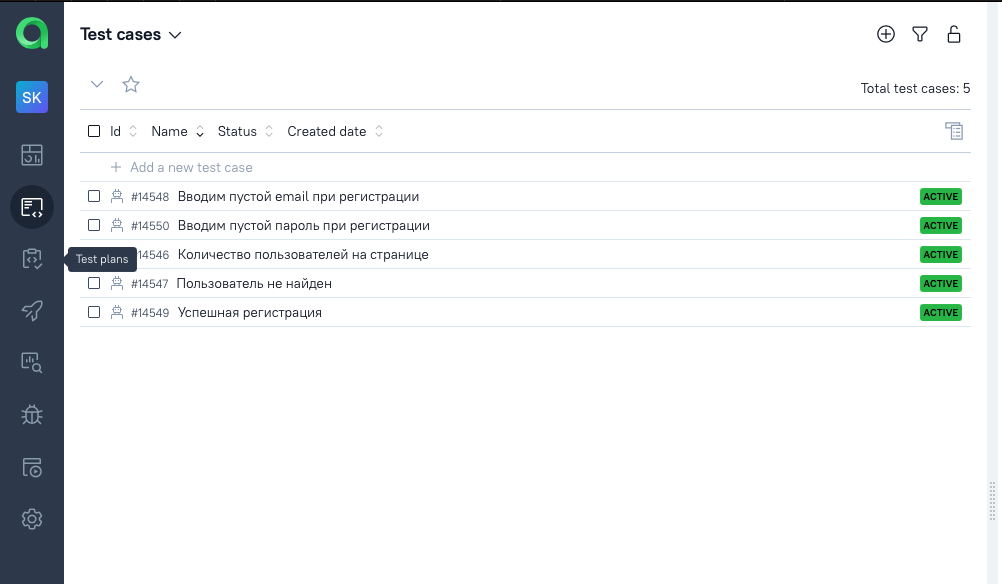 Test cases
SK
Total test cases: 5
Id Name Status Created date
Add a new test case
#14548 Вводим пустой email при регистрации ACTIVE
#14550 Вводим пустой пароль при регистрации ACTIVE
Test plans
14546 Количество пользователей на странице ACTIVE
#14547 Пользователь не найден ACTIVE
#14549 Успешная регистрация ACTIVE